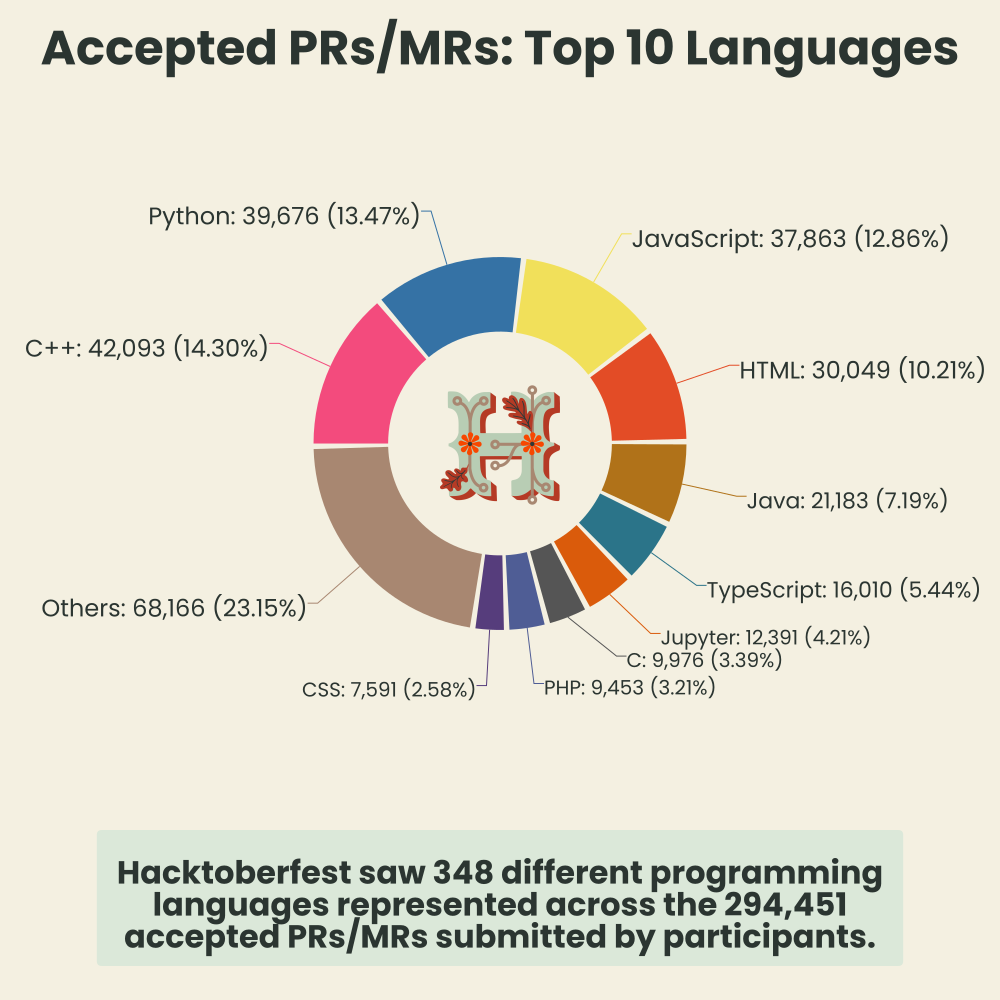 Accepted PRs/MRs: Top 10 Languages
Python: 39,676 (13.47%)
JavaScript: 37,863 (12.86%)
C++: 42,093 (14.30%)
HTML: 30,049 (10.21%)
Java: 21,183 (7.19%)
TypeScript: 16,010 (5.44%)
Others: 68,166 (23.15%)
Jupyter: 12,391 (4.21%)
C: 9,976 (3.39%)
CSS: 7,591 (2.58%)
PHP: 9,453 (3.21%)
H
Hacktoberfest saw 348 different programming
languages represented across the 294,451
accepted PRs/MRs submitted by participants.